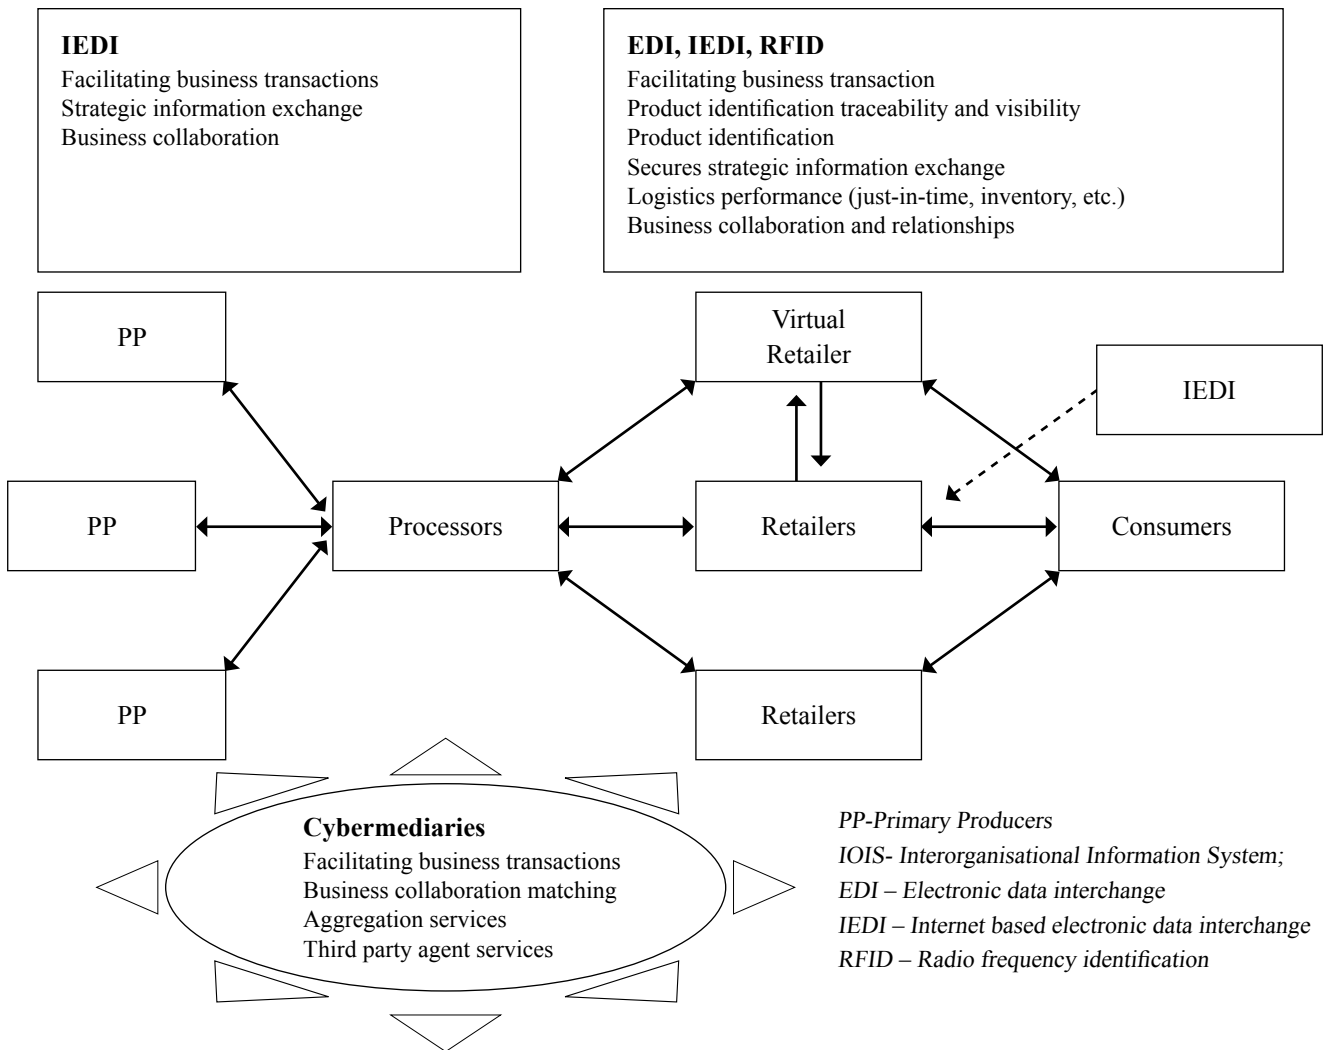 IEDI
Facilitating business transactions
Strategic information exchange
Business collaboration
EDI, IEDI, RFID
Facilitating business transaction
Product identification traceability and visibility
Product identification
Secures strategic information exchange
Logistics performance (just-in-time, inventory, etc.)
Business collaboration and relationships
PP
Virtual
Retailer
IEDI
PP
Processors
Retailers
Consumers
PP
Retailers
Cybermediaries
Facilitating business transactions
Business collaboration matching
Aggregation services
Third party agent services
PP-Primary Producers
IOIS- Interorganisational Information System;
EDI – Electronic data interchange
IEDI – Internet based electronic data interchange
RFID – Radio frequency identification